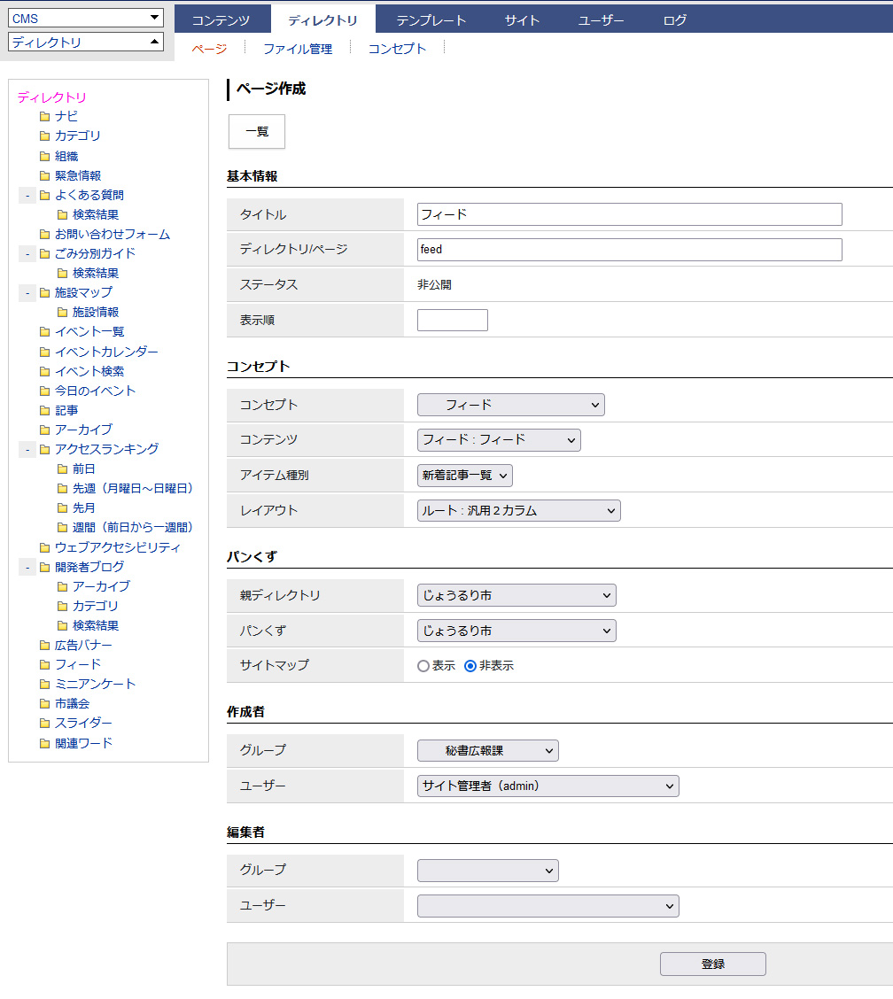 CMS
ディレクトリ
コンテンツ ディレクトリ テンプレート サイト ユーザー ログ
ページ ファイル管理 コンセプト
ディレクトリ
ナビ
カテゴリ
組織
緊急情報
- よくある質問
検索結果
お問い合わせフォーム
- ごみ分別ガイド
検索結果
- 施設マップ
施設情報
イベント一覧
イベントカレンダー
イベント検索
今日のイベント
記事
アーカイブ
- アクセスランキング
前日
先週（月曜日～日曜日）
先月
週間（前日から一週間）
ウェブアクセシビリティ
- 開発者ブログ
アーカイブ
カテゴリ
検索結果
広告バナー
フィード
ミニアンケート
市議会
スライダー
関連ワード
ページ作成
一覧
基本情報
タイトル フィード
ディレクトリ/ページ feed
ステータス 非公開
表示順
コンセプト
コンセプト フィード
コンテンツ フィード : フィード
アイテム種別 新着記事一覧
レイアウト ルート : 汎用２カラム
パンくず
親ディレクトリ じょうるり市
パンくず じょうるり市
サイトマップ 表示 非表示
作成者
グループ 秘書広報課
ユーザー サイト管理者（admin）
編集者
グループ
ユーザー
登録